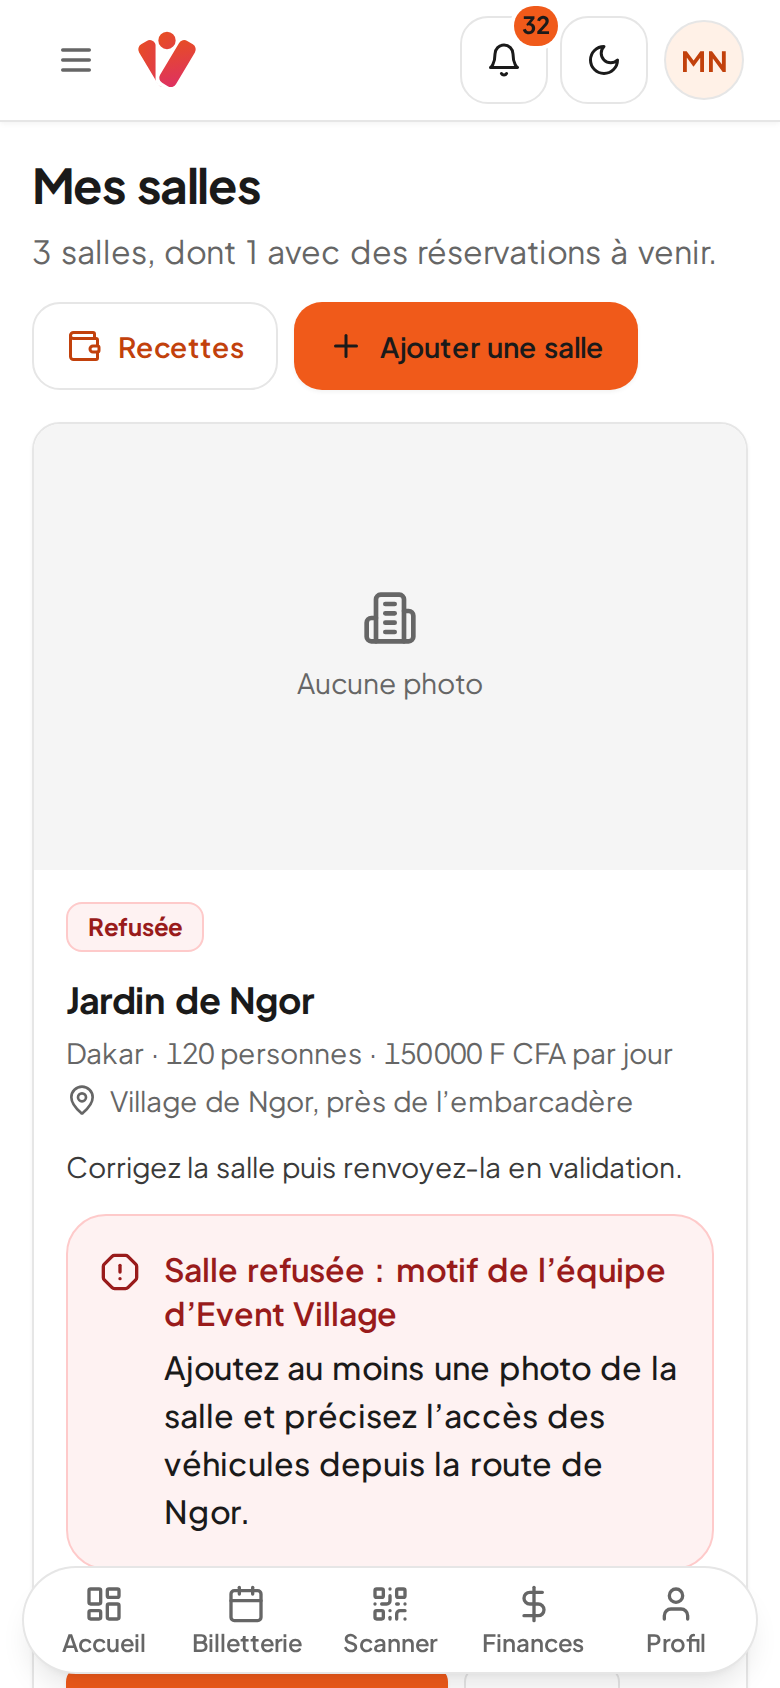 32
MN
Mes salles
3 salles, dont 1 avec des réservations à venir.
Recettes
Ajouter une salle
Aucune photo
Refusée
Jardin de Ngor
Dakar · 120 personnes · 150000 F CFA par jour
Village de Ngor, près de l’embarcadère
Corrigez la salle puis renvoyez-la en validation.
Salle refusée : motif de l’équipe
d’Event Village
Ajoutez au moins une photo de la
salle et précisez l’accès des
véhicules depuis la route de
Ngor.
Accueil
Billetterie
Scanner
Finances
Profil